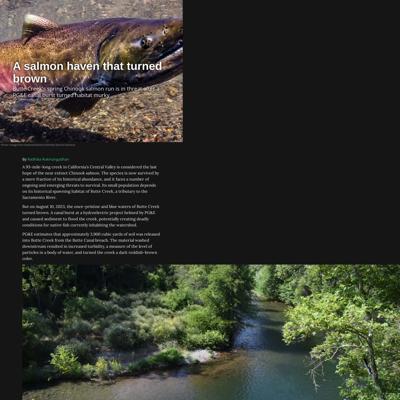 A salmon haven that turned
brown
Butte Creek's spring Chinook salmon run is in threat after a
PG&E canal burst turned habitat murky
By Radhika Aakhrugudhan
A 93-mile-long creek in California's Central Valley is considered the last
hope of the near extinct Chinook salmon. The species is now survived by
a mere fraction of its historical abundance, and it faces a number of
ongoing and emerging threats to survival. Its small population depends
on its historical spawning habitat of Butte Creek, a tributary to the
Sacramento River.
But on August 10, 2023, the once-pristine and blue waters of Butte Creek
turned brown. A canal burst at a hydroelectric project helmed by PG&E
and caused sediment to flood the creek, potentially creating deadly
conditions for native fish currently inhabiting the watershed.
PG&E estimates that approximately 3,900 cubic yards of soil was released
into Butte Creek from the Butte Canal breach. The material washed
downstream resulted in increased turbidity, a measure of the level of
particles in a body of water, and turned the creek a dark reddish-brown
color.